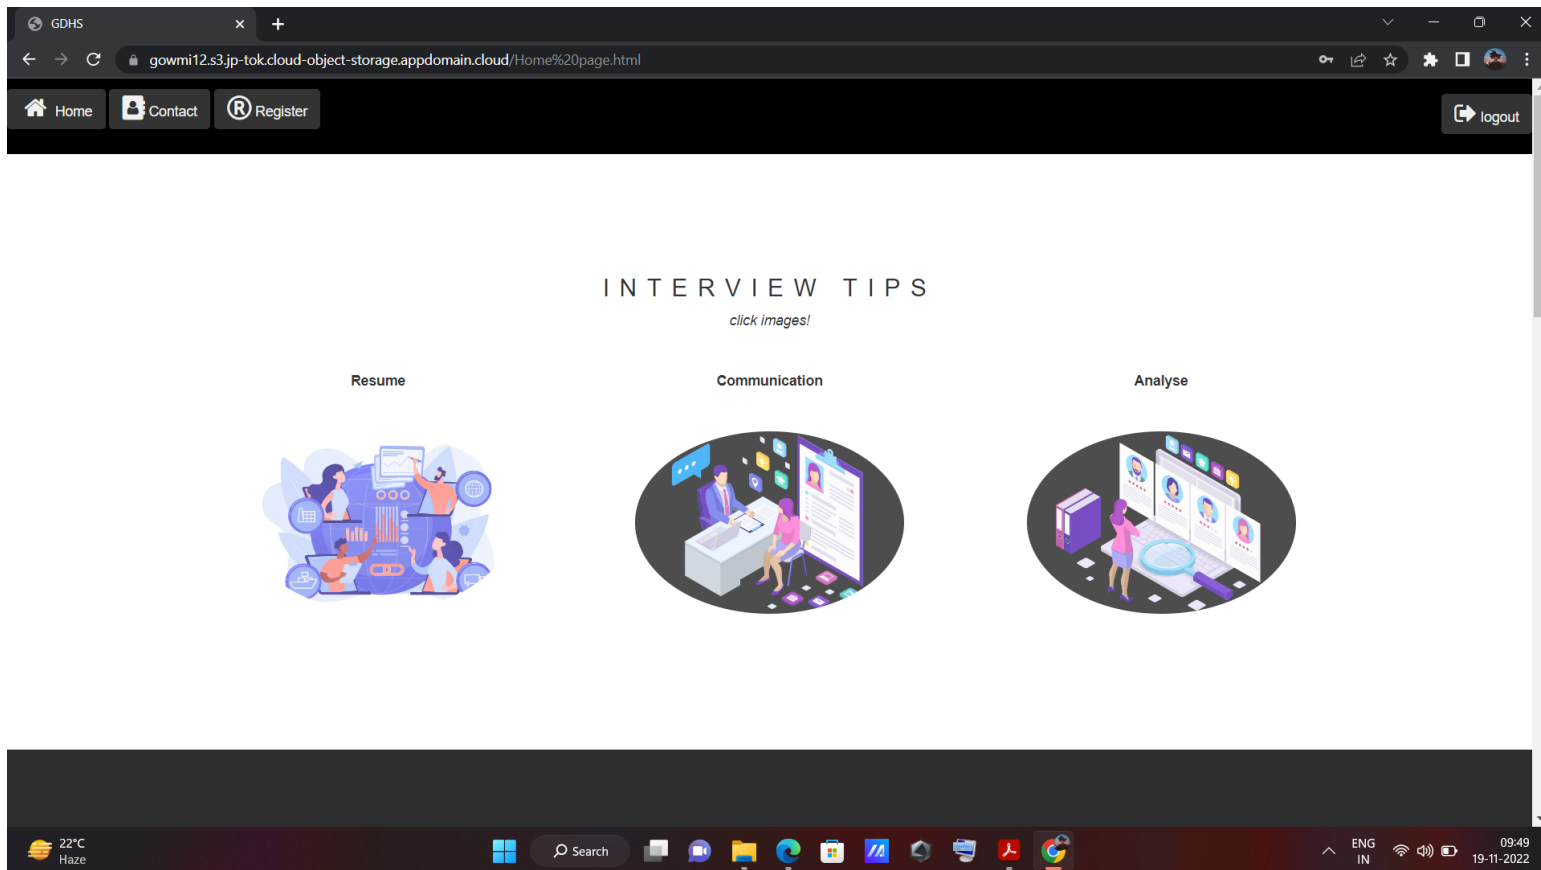 GDHS
gowmi12.s3.jp-tok.cloud-object-storage.appdomain.cloud/Home%20page.html
Home Contact Register logout
INTERVIEW TIPS
click images!
Resume Communication Analyse
22°C
Haze
Search
ENG
IN
09:49
19-11-2022